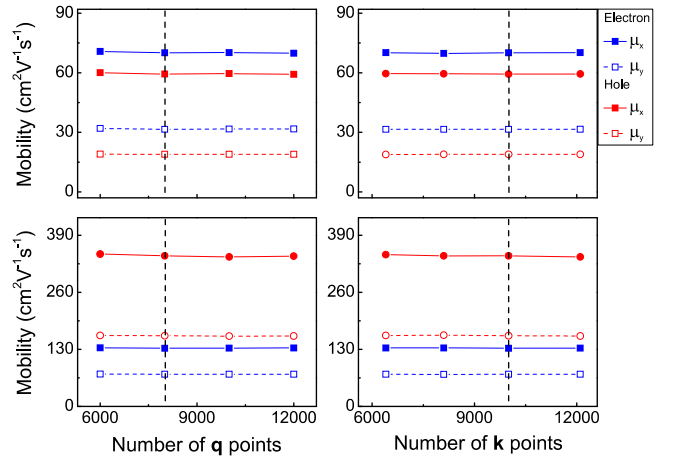 90
60
30
0
Mobility (cm²V⁻¹s⁻¹)
90
60
30
0
Electron
μx
μy
Hole
μx
μy
390
260
130
0
Mobility (cm²V⁻¹s⁻¹)
390
260
130
0
6000 9000 12000
6000 9000 12000
Number of q points
Number of k points